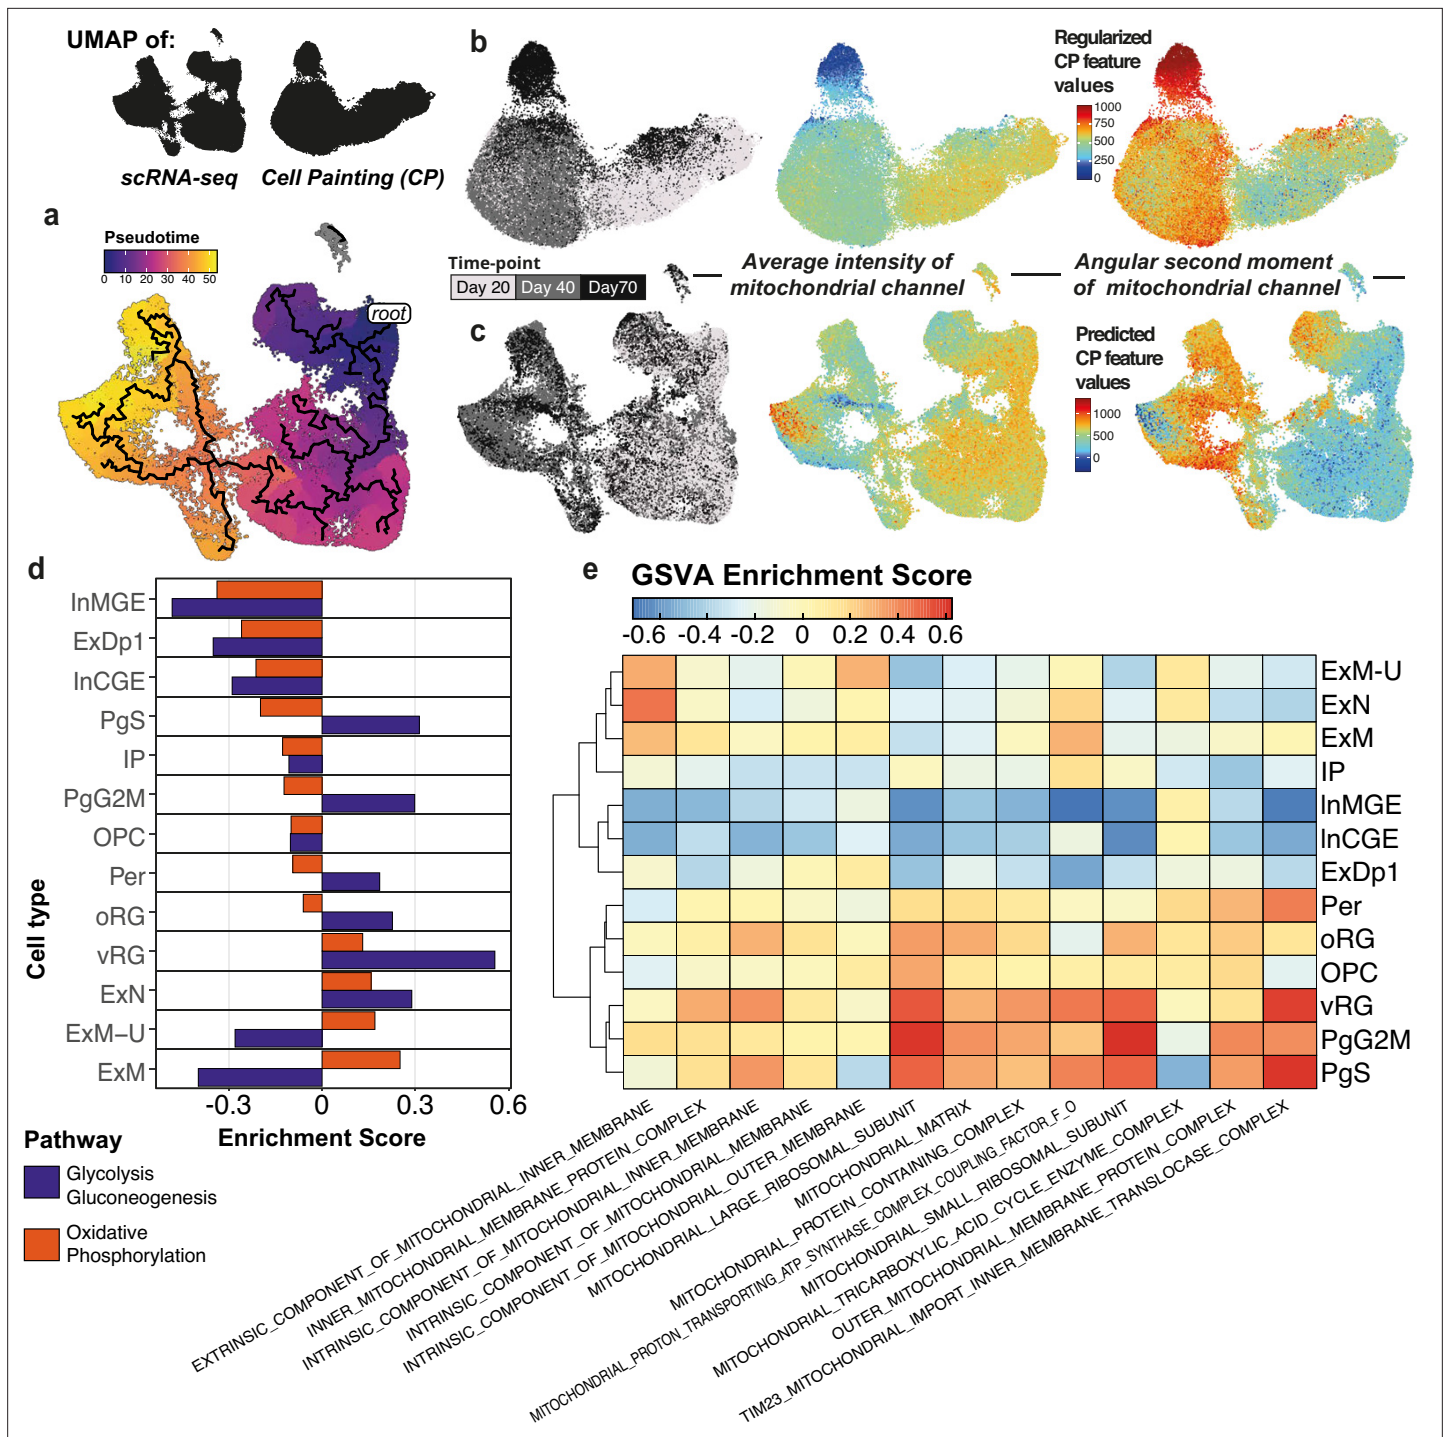 UMAP of:
scRNA-seq
Cell Painting (CP)
a
Pseudotime
0 10 20 30 40 50
root
b
Regularized
CP feature
values
1000
750
500
250
0
Time-point
Day 20
Day 40
Day70
Average intensity of
mitochondrial channel
Angular second moment
of mitochondrial channel
c
Predicted
CP feature
values
1000
500
0
d
Cell type
InMGE
ExDp1
InCGE
PgS
IP
PgG2M
OPC
Per
oRG
vRG
ExN
ExM-U
ExM
-0.3 0 0.3 0.6
Enrichment Score
Pathway
Glycolysis
Gluconeogenesis
Oxidative
Phosphorylation
e
GSVA Enrichment Score
-0.6 -0.4 -0.2 0 0.2 0.4 0.6
ExM-U
ExN
ExM
IP
InMGE
InCGE
ExDp1
Per
oRG
OPC
vRG
PgG2M
PgS
EXTRINSIC_COMPONENT_OF_MITOCHONDRIAL_INNER_MEMBRANE
INNER_MITOCHONDRIAL_MEMBRANE_PROTEIN_COMPLEX
INTRINSIC_COMPONENT_OF_MITOCHONDRIAL_INNER_MEMBRANE
INTRINSIC_COMPONENT_OF_MITOCHONDRIAL_MEMBRANE
INTRINSIC_COMPONENT_OF_MITOCHONDRIAL_OUTER_MEMBRANE
MITOCHONDRIAL_LARGE_RIBOSOMAL_SUBUNIT
MITOCHONDRIAL_MATRIX
MITOCHONDRIAL_PROTEIN_CONTAINING_COMPLEX
MITOCHONDRIAL_PROTON_TRANSPORTING_ATP_SYNTHASE_COMPLEX_COUPLING_FACTOR_F_O
MITOCHONDRIAL_SMALL_RIBOSOMAL_SUBUNIT
MITOCHONDRIAL_TRICARBOXYLIC_ACID_CYCLE_ENZYME_COMPLEX
OUTER_MITOCHONDRIAL_MEMBRANE_PROTEIN_COMPLEX
TIM23_MITOCHONDRIAL_IMPORT_INNER_MEMBRANE_TRANSLOCASE_COMPLEX